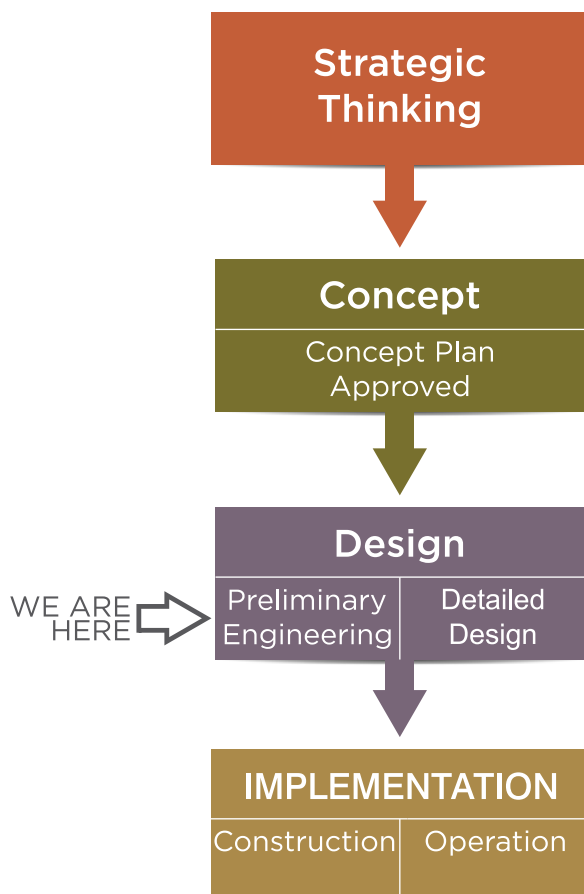 Strategic
Thinking
Concept
Concept Plan
Approved
Design
WE ARE
HERE
Preliminary
Engineering
Detailed
Design
IMPLEMENTATION
Construction
Operation